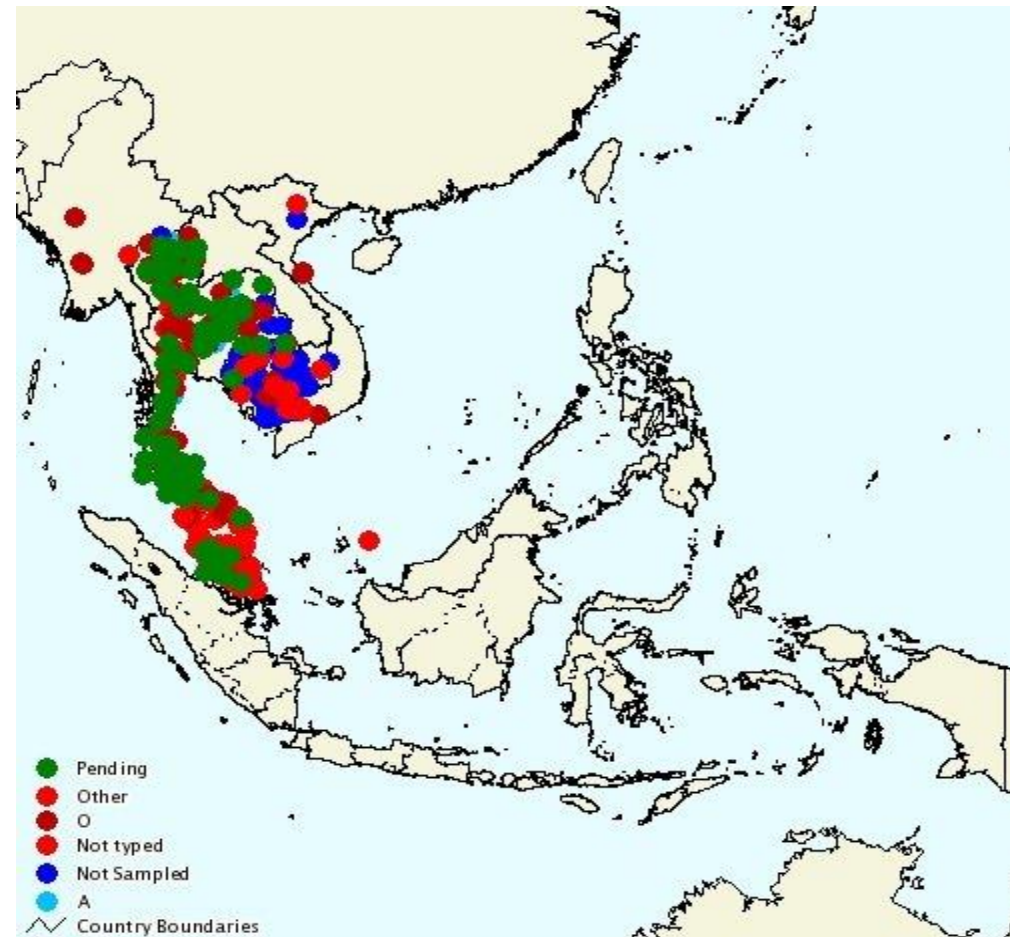 Pending
Other
O
Not typed
Not Sampled
A
Country Boundaries